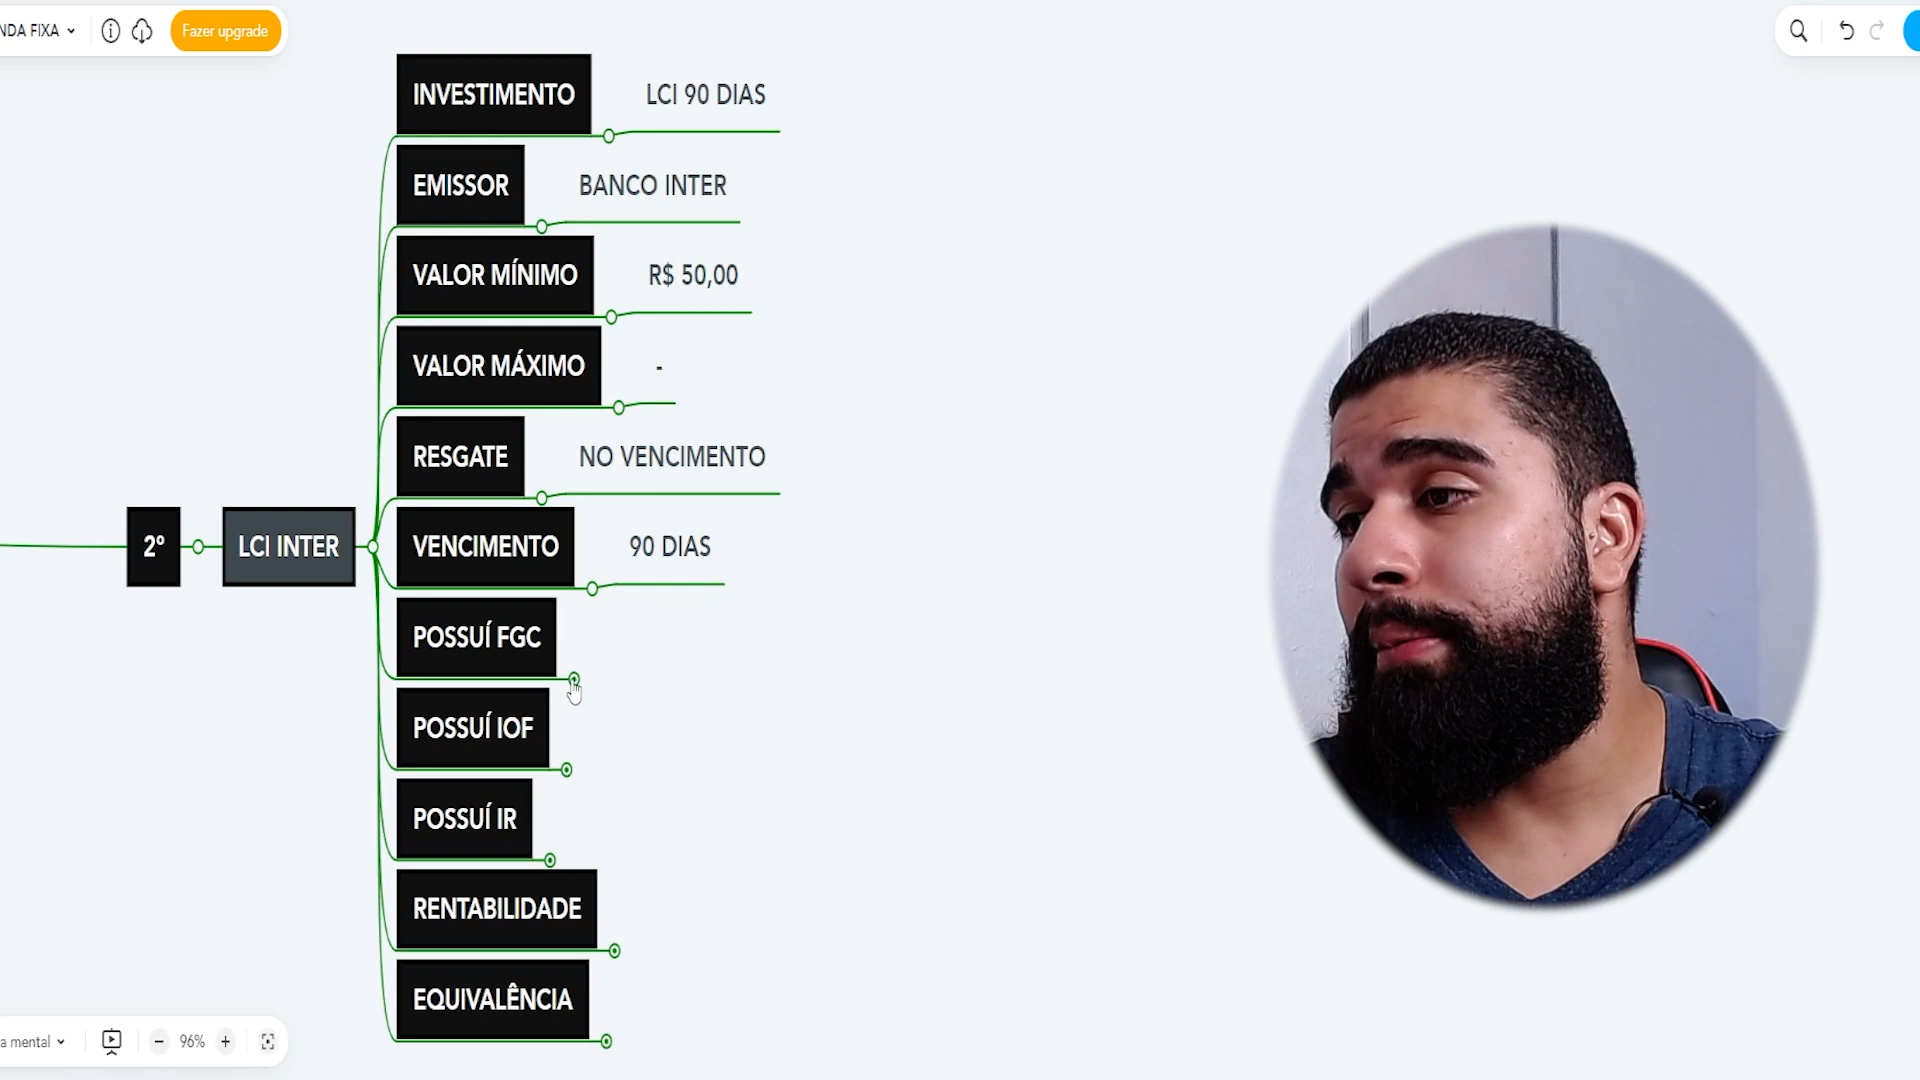 NDA FIXA
Fazer upgrade
INVESTIMENTO
LCI 90 DIAS
EMISSOR
BANCO INTER
VALOR MÍNIMO
R$ 50,00
VALOR MÁXIMO
-
RESGATE
NO VENCIMENTO
2º
LCI INTER
VENCIMENTO
90 DIAS
POSSUÍ FGC
POSSUÍ IOF
POSSUÍ IR
RENTABILIDADE
EQUIVALÊNCIA
a mental
96%